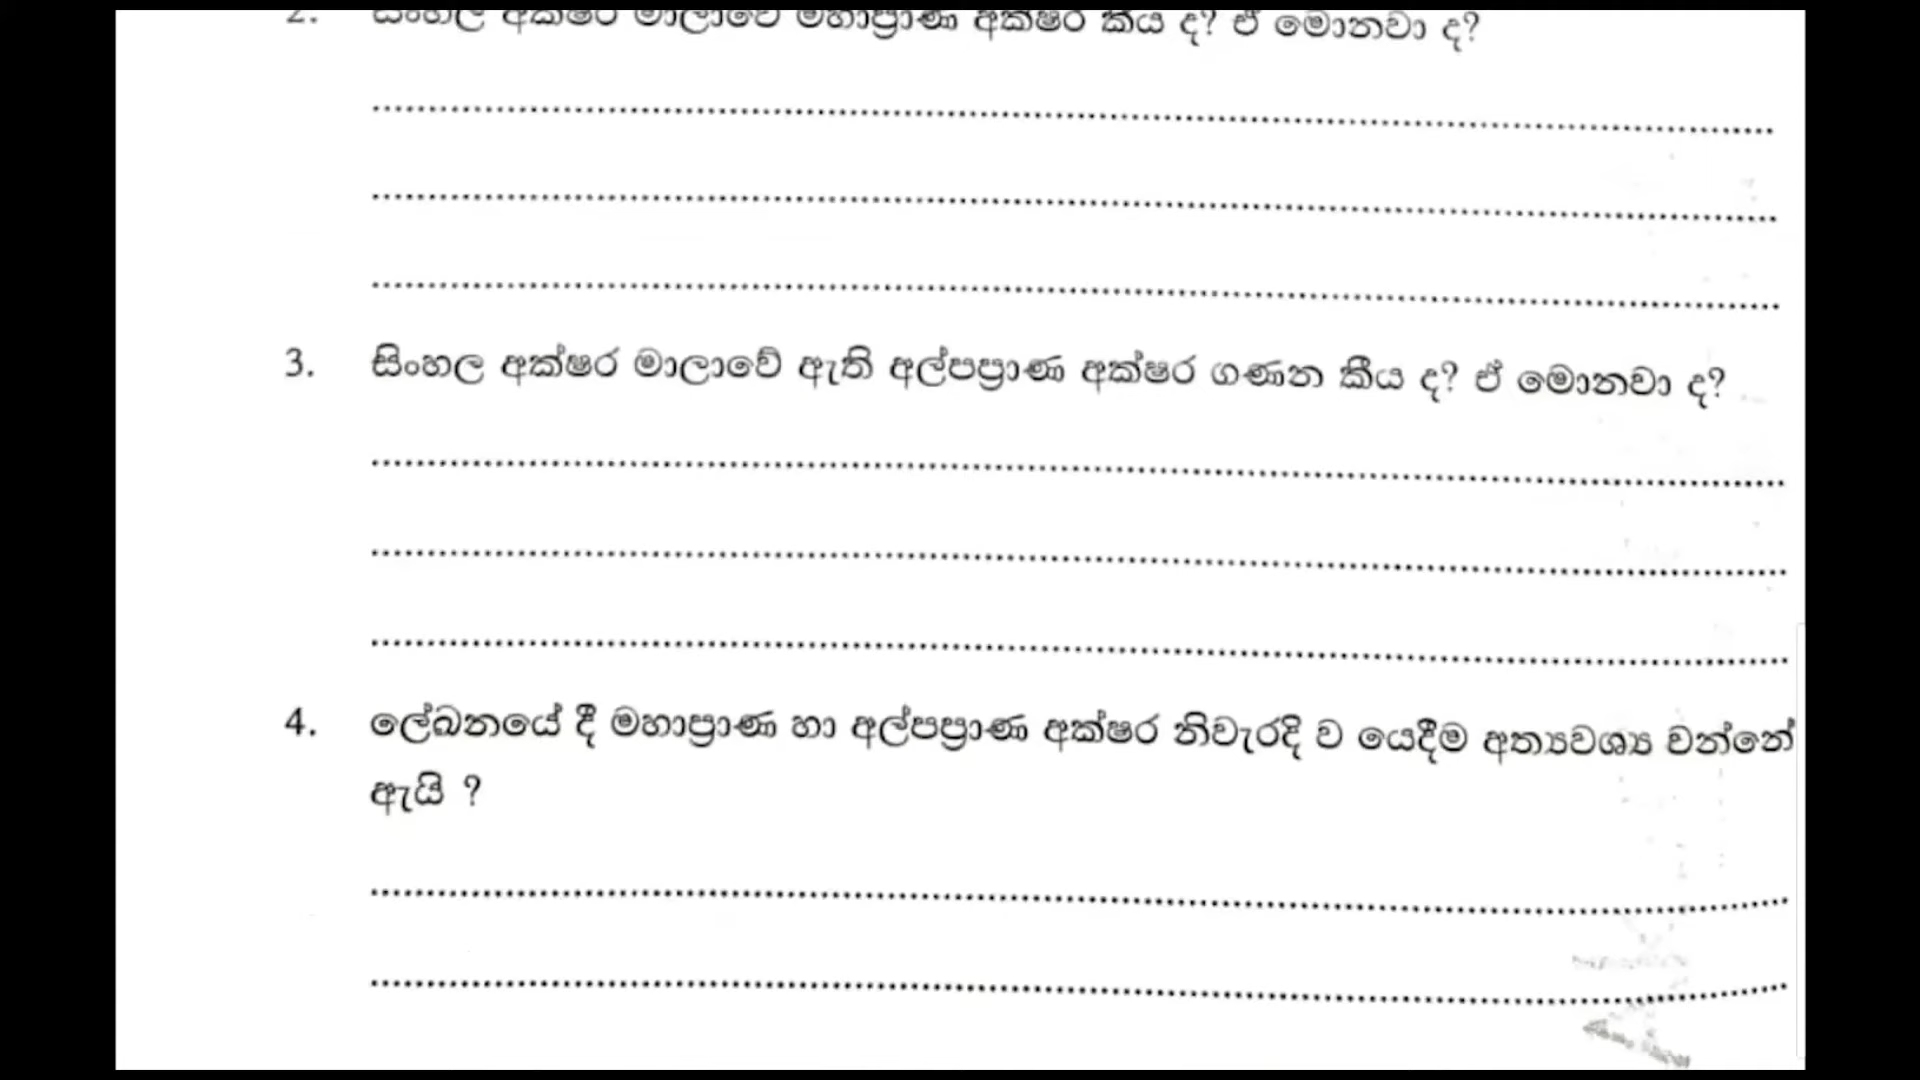 2. සිංහල අක්ෂර මාලාවේ මහාප්‍රාණ අක්ෂර කීය ද? ඒ මොනවා ද?
3. සිංහල අක්ෂර මාලාවේ ඇති අල්පප්‍රාණ අක්ෂර ගණන කීය ද? ඒ මොනවා ද?
4. ලේඛනයේ දී මහාප්‍රාණ හා අල්පප්‍රාණ අක්ෂර නිවැරදි ව යෙදීම අත්‍යවශ්‍ය වන්නේ
ඇයි ?